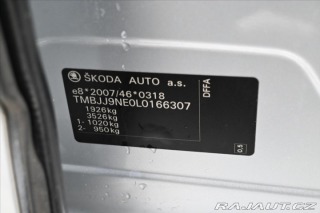 ŠKODA AUTO a.s.
e8*2007/46*0318
TMBJJ9NE0L0166307
1926kg
3526kg
1- 1020kg
2- 950kg
DFFA
0.5
RAJAUT.CZ